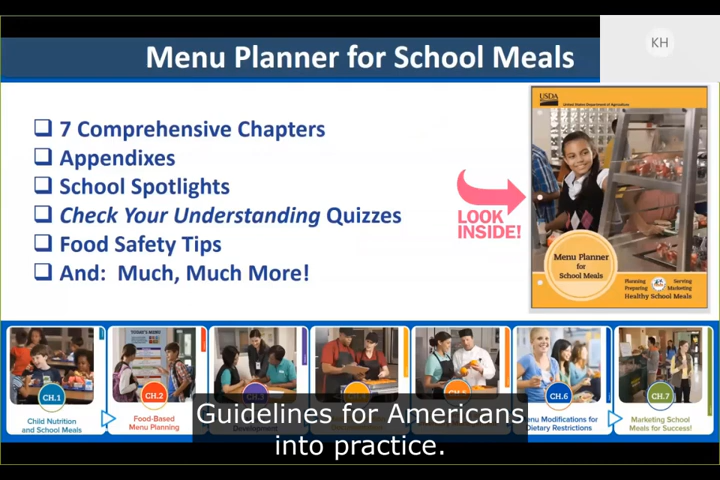 KH
Menu Planner for School Meals
❑ 7 Comprehensive Chapters
❑ Appendixes
❑ School Spotlights
❑ Check Your Understanding Quizzes
❑ Food Safety Tips
❑ And: Much, Much More!
LOOK
INSIDE!
USDA
United States Department of Agriculture
Menu Planner
for
School Meals
Planning Serving
Preparing Marketing
Healthy School Meals
CH.1
Child Nutrition
and School Meals
CH.2
Food-Based
Menu Planning
CH.6
Menu Modifications for
Dietary Restrictions
CH.7
Marketing School
Meals for Success!
Guidelines for Americans
into practice.